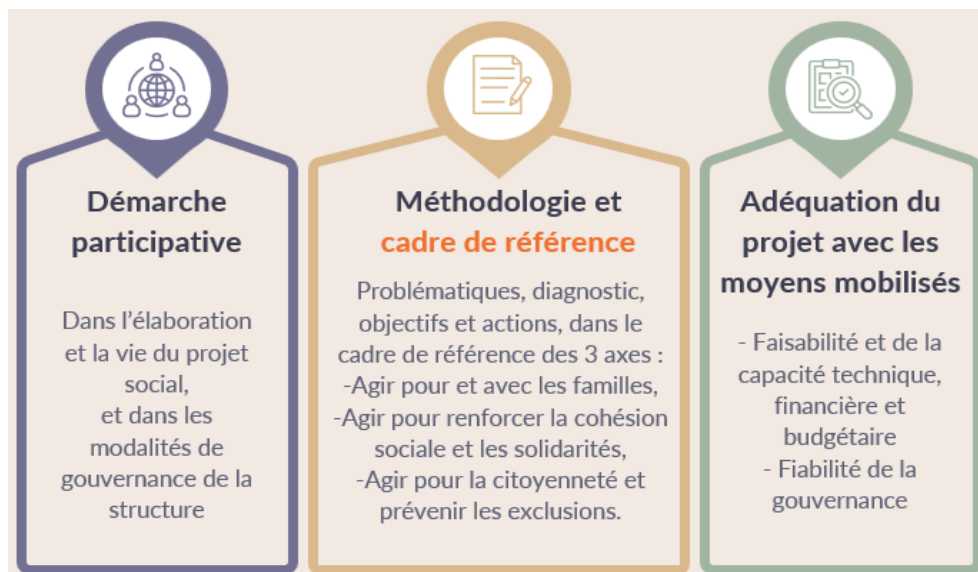 Démarche
participative
Dans l’élaboration
et la vie du projet
social,
et dans les
modalités de
gouvernance de la
structure
Méthodologie et
cadre de référence
Problématiques, diagnostic,
objectifs et actions, dans le
cadre de référence des 3 axes :
-Agir pour et avec les familles,
-Agir pour renforcer la cohésion
sociale et les solidarités,
-Agir pour la citoyenneté et
prévenir les exclusions.
Adéquation du
projet avec les
moyens mobilisés
- Faisabilité et de la
capacité technique,
financière et
budgétaire
- Fiabilité de la
gouvernance